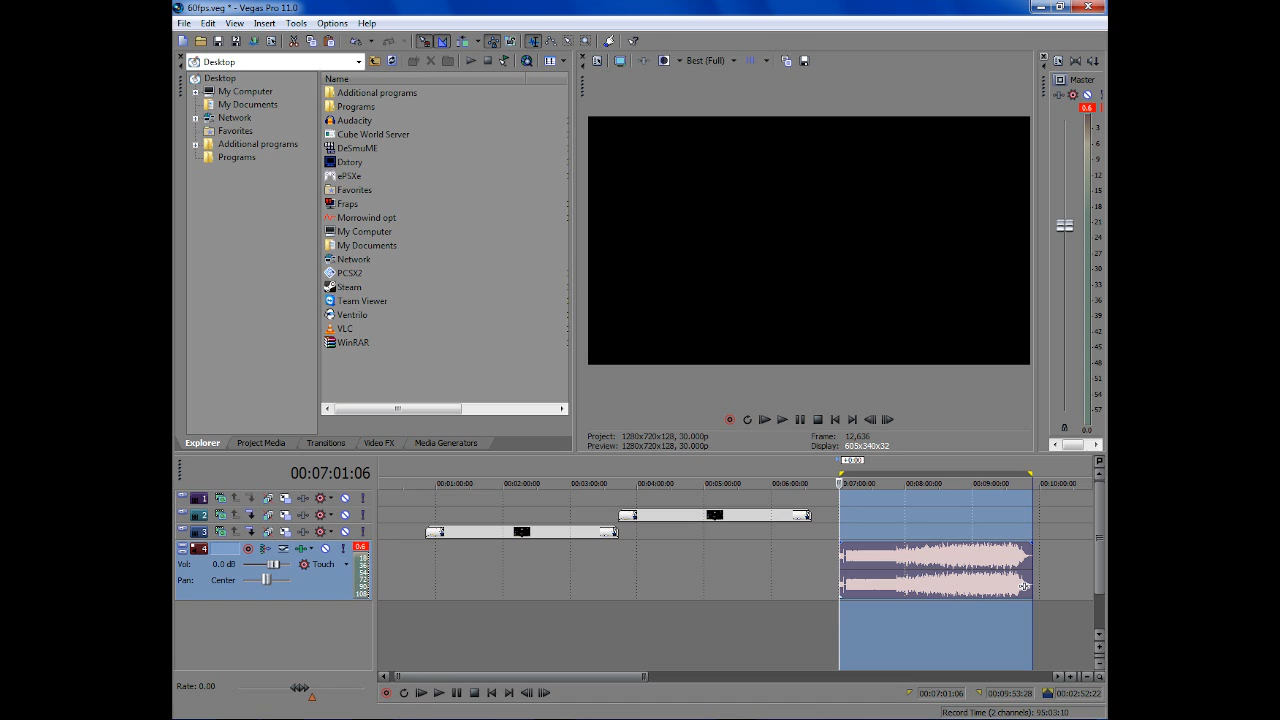 60fps.veg * - Vegas Pro 11.0
File Edit View Insert Tools Options Help
Desktop
Best (Full)
Desktop
My Computer
My Documents
Network
Favorites
Additional programs
Programs
Name
Additional programs
Programs
Audacity
Cube World Server
DeSmuME
Dxtory
ePSXe
Favorites
Fraps
Morrowind opt
My Computer
My Documents
Network
PCSX2
Steam
Team Viewer
Ventrilo
VLC
WinRAR
Master
0.6
3
6
9
12
15
18
21
24
27
30
33
36
39
42
45
48
51
54
57
0.0
Explorer Project Media Transitions Video FX Media Generators
Project: 1280x720x128, 30.000p Frame: 12,636
Preview: 1280x720x128, 30.000p Display: 605x340x32
00:07:01:06
+0:00
00:01:00:00 00:02:00:00 00:03:00:00 00:04:00:00 00:05:00:00 00:06:00:00 0:07:00:00 00:08:00:00 00:09:00:00 00:10:00:00
1
2
3
4
0.6
Vol: 0.0 dB Touch
Pan: Center
18
36
54
72
90
108
Rate: 0.00
00:07:01:06 00:09:53:28 00:02:52:22
Record Time (2 channels): 95:03:10